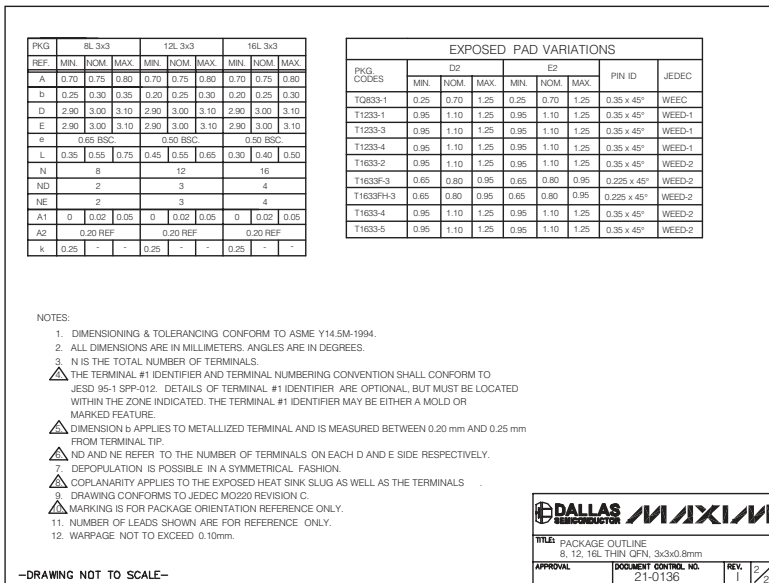 PKG 8L 3x3 12L 3x3 16L 3x3
REF. MIN. NOM. MAX. MIN. NOM. MAX. MIN. NOM. MAX.
A 0.70 0.75 0.80 0.70 0.75 0.80 0.70 0.75 0.80
b 0.25 0.30 0.35 0.20 0.25 0.30 0.20 0.25 0.30
D 2.90 3.00 3.10 2.90 3.00 3.10 2.90 3.00 3.10
E 2.90 3.00 3.10 2.90 3.00 3.10 2.90 3.00 3.10
e 0.65 BSC. 0.50 BSC. 0.50 BSC.
L 0.35 0.55 0.75 0.45 0.55 0.65 0.30 0.40 0.50
N 8 12 16
ND 2 3 4
NE 2 3 4
A1 0 0.02 0.05 0 0.02 0.05 0 0.02 0.05
A2 0.20 REF 0.20 REF 0.20 REF
k 0.25 - - 0.25 - - 0.25 - -
EXPOSED PAD VARIATIONS
PKG. CODES D2 E2 PIN ID JEDEC
MIN. NOM. MAX. MIN. NOM. MAX.
TQ833-1 0.25 0.70 1.25 0.25 0.70 1.25 0.35 x 45° WEEC
T1233-1 0.95 1.10 1.25 0.95 1.10 1.25 0.35 x 45° WEED-1
T1233-3 0.95 1.10 1.25 0.95 1.10 1.25 0.35 x 45° WEED-1
T1233-4 0.95 1.10 1.25 0.95 1.10 1.25 0.35 x 45° WEED-1
T1633-2 0.95 1.10 1.25 0.95 1.10 1.25 0.35 x 45° WEED-2
T1633F-3 0.65 0.80 0.95 0.65 0.80 0.95 0.225 x 45° WEED-2
T1633FH-3 0.65 0.80 0.95 0.65 0.80 0.95 0.225 x 45° WEED-2
T1633-4 0.95 1.10 1.25 0.95 1.10 1.25 0.35 x 45° WEED-2
T1633-5 0.95 1.10 1.25 0.95 1.10 1.25 0.35 x 45° WEED-2
NOTES:
1. DIMENSIONING & TOLERANCING CONFORM TO ASME Y14.5M-1994.
2. ALL DIMENSIONS ARE IN MILLIMETERS. ANGLES ARE IN DEGREES.
3. N IS THE TOTAL NUMBER OF TERMINALS.
4. THE TERMINAL #1 IDENTIFIER AND TERMINAL NUMBERING CONVENTION SHALL CONFORM TO
JESD 95-1 SPP-012. DETAILS OF TERMINAL #1 IDENTIFIER ARE OPTIONAL, BUT MUST BE LOCATED
WITHIN THE ZONE INDICATED. THE TERMINAL #1 IDENTIFIER MAY BE EITHER A MOLD OR
MARKED FEATURE.
5. DIMENSION b APPLIES TO METALLIZED TERMINAL AND IS MEASURED BETWEEN 0.20 mm AND 0.25 mm
FROM TERMINAL TIP.
6. ND AND NE REFER TO THE NUMBER OF TERMINALS ON EACH D AND E SIDE RESPECTIVELY.
7. DEPOPULATION IS POSSIBLE IN A SYMMETRICAL FASHION.
8. COPLANARITY APPLIES TO THE EXPOSED HEAT SINK SLUG AS WELL AS THE TERMINALS .
9. DRAWING CONFORMS TO JEDEC MO220 REVISION C.
10. MARKING IS FOR PACKAGE ORIENTATION REFERENCE ONLY.
11. NUMBER OF LEADS SHOWN ARE FOR REFERENCE ONLY.
12. WARPAGE NOT TO EXCEED 0.10mm.
-DRAWING NOT TO SCALE-
DALLAS SEMICONDUCTOR MAXIM
TITLE: PACKAGE OUTLINE
8, 12, 16L THIN QFN, 3x3x0.8mm
APPROVAL DOCUMENT CONTROL NO. REV.
21-0136 I 2/2